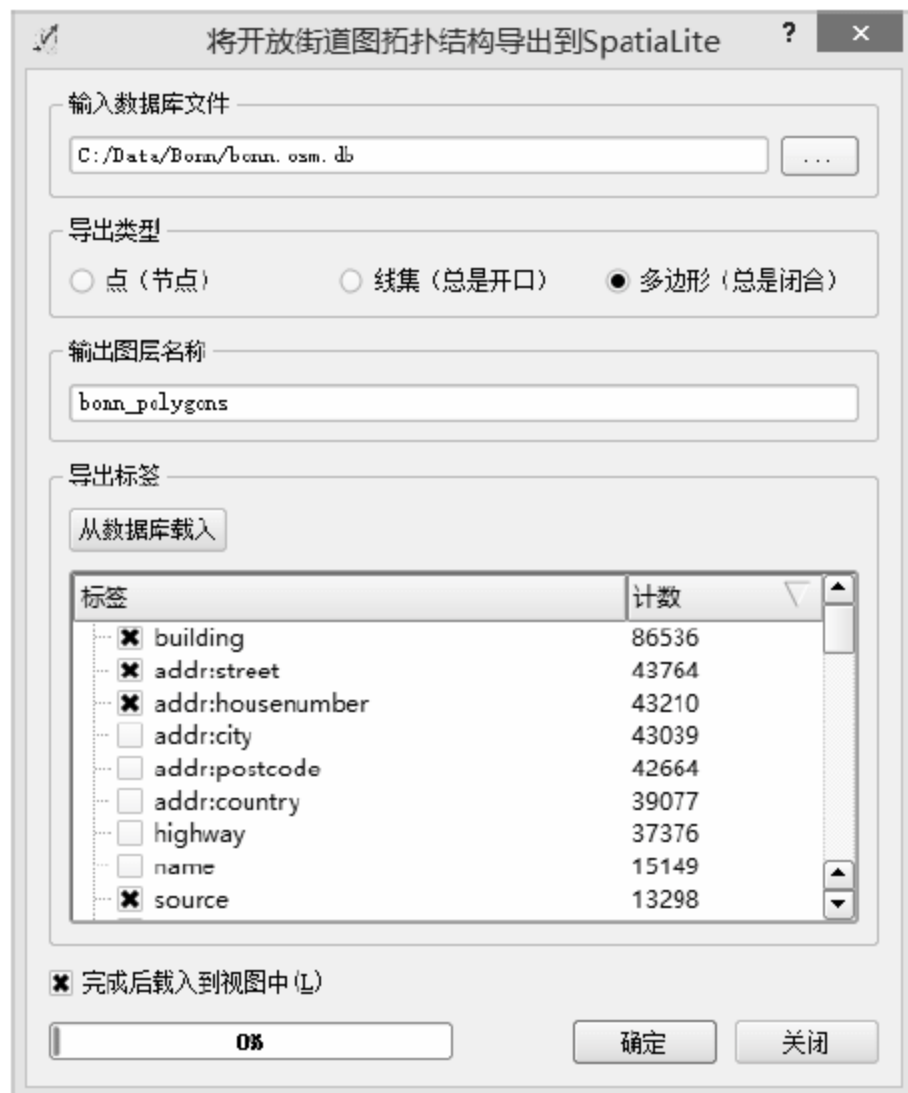 将开放街道图拓扑结构导出到SpatiaLite ? ×
输入数据库文件
C:/Data/Bonn/bonn.osm.db ...
导出类型
点（节点） 线集（总是开口） 多边形（总是闭合）
输出图层名称
bonn_polygons
导出标签
从数据库载入
标签 计数
building 86536
addr:street 43764
addr:housenumber 43210
addr:city 43039
addr:postcode 42664
addr:country 39077
highway 37376
name 15149
source 13298
完成后载入到视图中(L)
0%
确定 关闭